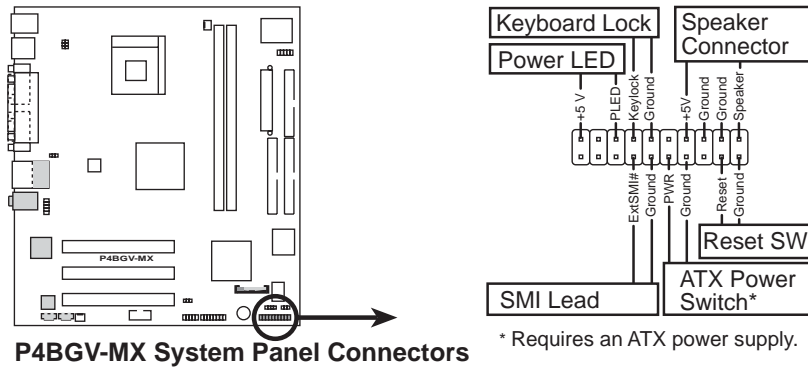 Keyboard Lock
Power LED
Speaker
Connector
+5 V
PLED
Keylock
Ground
+5V
Ground
Ground
Speaker
ExtSMI#
Ground
PWR
Ground
Reset
Ground
Reset SW
SMI Lead
ATX Power
Switch*
* Requires an ATX power supply.
P4BGV-MX
P4BGV-MX System Panel Connectors